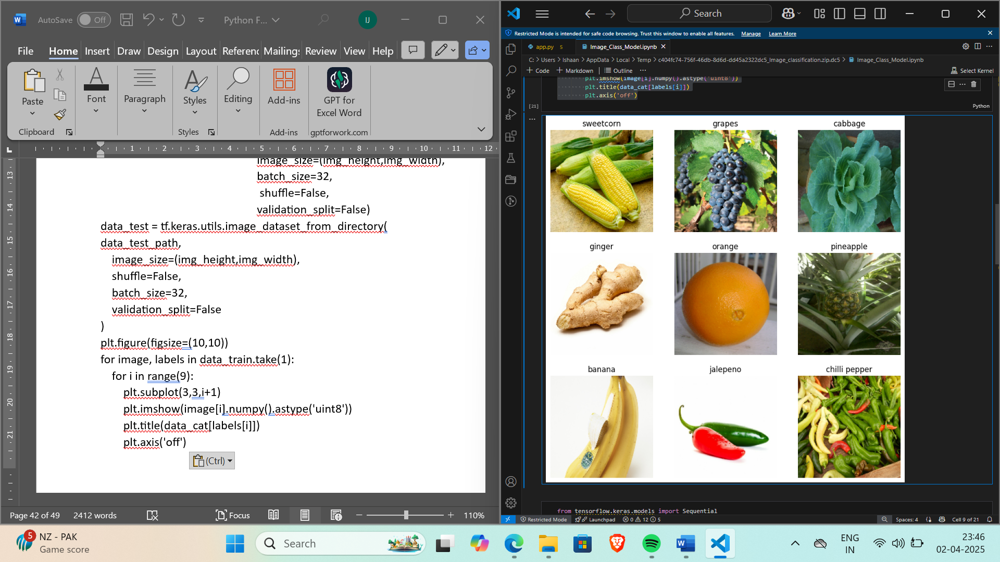 AutoSave Off Python F... IJ
File Home Insert Draw Design Layout Referenc Mailing: Review View Help
Paste Font Paragraph Styles Editing Add-ins GPT for Excel Word
Clipboard Styles Add-ins gptforwork.com
1 2 3 4 5 6 7 8 9 10 11 12
13
14
15
16
17
18
19
20
21
image_size=(img_height,img_width),
batch_size=32,
shuffle=False,
validation_split=False)
data_test = tf.keras.utils.image_dataset_from_directory(
data_test_path,
image_size=(img_height,img_width),
shuffle=False,
batch_size=32,
validation_split=False
)
plt.figure(figsize=(10,10))
for image, labels in data_train.take(1):
for i in range(9):
plt.subplot(3,3,i+1)
plt.imshow(image[i].numpy().astype('uint8'))
plt.title(data_cat[labels[i]])
plt.axis('off')
(Ctrl)
Page 42 of 49 2412 words Focus 110%
Search
Restricted Mode is intended for safe code browsing. Trust this window to enable all features. Manage Learn More
app.py 5 Image_Class_Model.ipynb
C: > Users > Ishaan > AppData > Local > Temp > c404fc74-756f-46db-8d6d-dd45a2322dc5_Image_classification.zip.dc5 > Image_Class_Model.ipynb
+ Code + Markdown | Outline ... Select Kernel
plt.imshow(image[i].numpy().astype('uint8'))
plt.title(data_cat[labels[i]])
plt.axis('off')
[21] Python
sweetcorn grapes cabbage
ginger orange pineapple
banana jalepeno chilli pepper
from tensorflow.keras.models import Sequential
Restricted Mode Launchpad 0 12 5 Spaces: 4 Cell 9 of 21
5 NZ - PAK
Game score
Search
ENG
IN
23:46
02-04-2025